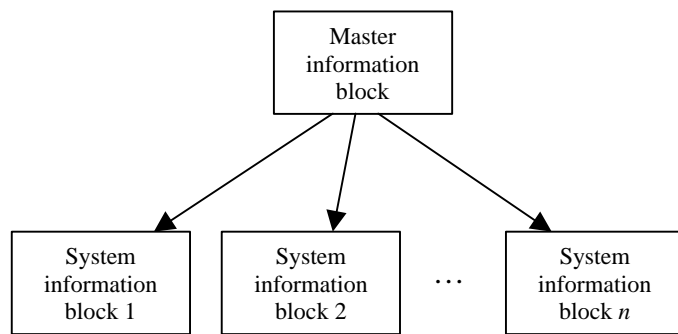 Master
information
block
System
information
block 1
System
information
block 2
…
System
information
block n